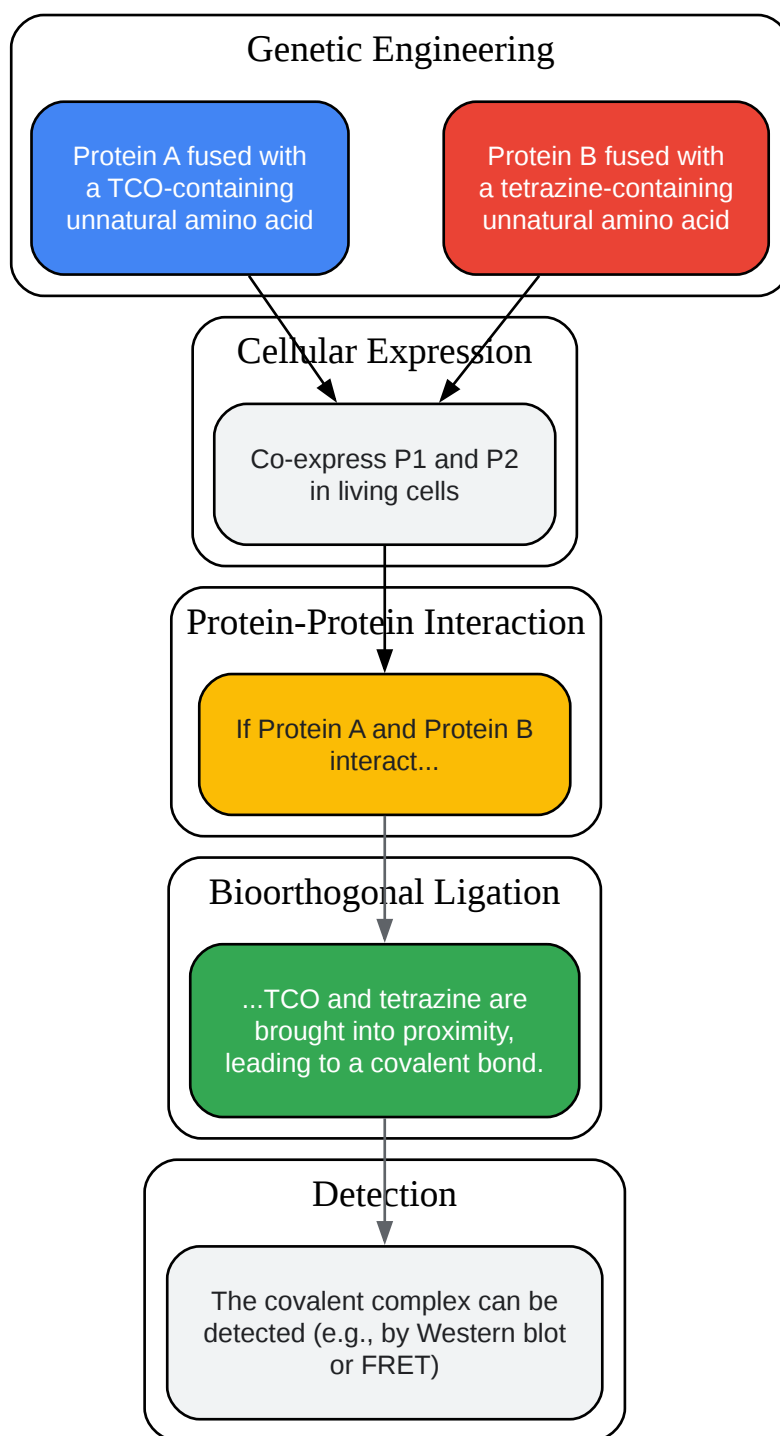 Genetic Engineering
Protein A fused with
a TCO-containing
unnatural amino acid
Protein B fused with
a tetrazine-containing
unnatural amino acid
Cellular Expression
Co-express P1 and P2
in living cells
Protein-Protein Interaction
If Protein A and Protein B
interact...
Bioorthogonal Ligation
...TCO and tetrazine are
brought into proximity,
leading to a covalent bond.
Detection
The covalent complex can be
detected (e.g., by Western blot
or FRET)